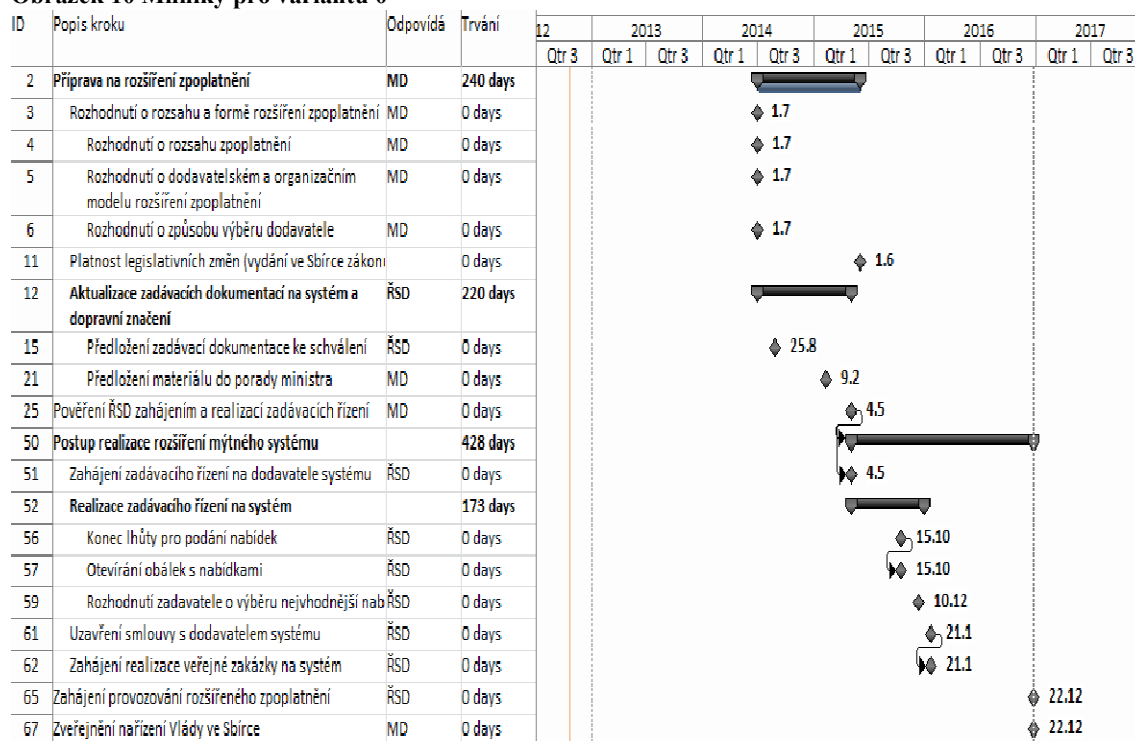 Obrázek 10 Milníky pro variantu 0
ID Popis kroku Odpovídá Trvání
12 2013 2014 2015 2016 2017
Qtr 3 Qtr 1 Qtr 3 Qtr 1 Qtr 3 Qtr 1 Qtr 3 Qtr 1 Qtr 3 Qtr 1 Qtr 3
2 Příprava na rozšíření zpoplatnění MD 240 days
3 Rozhodnutí o rozsahu a formě rozšíření zpoplatnění MD 0 days 1.7
4 Rozhodnutí o rozsahu zpoplatnění MD 0 days 1.7
5 Rozhodnutí o dodavatelském a organizačním MD 0 days 1.7
modelu rozšíření zpoplatnění
6 Rozhodnutí o způsobu výběru dodavatele MD 0 days 1.7
11 Platnost legislativních změn (vydání ve Sbírce zákonů 0 days 1.6
12 Aktualizace zadávacích dokumentací na systém a ŘSD 220 days
dopravní značení
15 Předložení zadávací dokumentace ke schválení ŘSD 0 days 25.8
21 Předložení materiálu do porady ministra MD 0 days 9.2
25 Pověření ŘSD zahájením a realizací zadávacích řízení MD 0 days 4.5
50 Postup realizace rozšíření mýtného systému 428 days
51 Zahájení zadávacího řízení na dodavatele systému ŘSD 0 days 4.5
52 Realizace zadávacího řízení na systém 173 days
56 Konec lhůty pro podání nabídek ŘSD 0 days 15.10
57 Otevírání obálek s nabídkami ŘSD 0 days 15.10
59 Rozhodnutí zadavatele o výběru nejvhodnější nab ŘSD 0 days 10.12
61 Uzavření smlouvy s dodavatelem systému ŘSD 0 days 21.1
62 Zahájení realizace veřejné zakázky na systém ŘSD 0 days 21.1
65 Zahájení provozování rozšířeného zpoplatnění ŘSD 0 days 22.12
67 Zveřejnění nařízení Vlády ve Sbírce MD 0 days 22.12